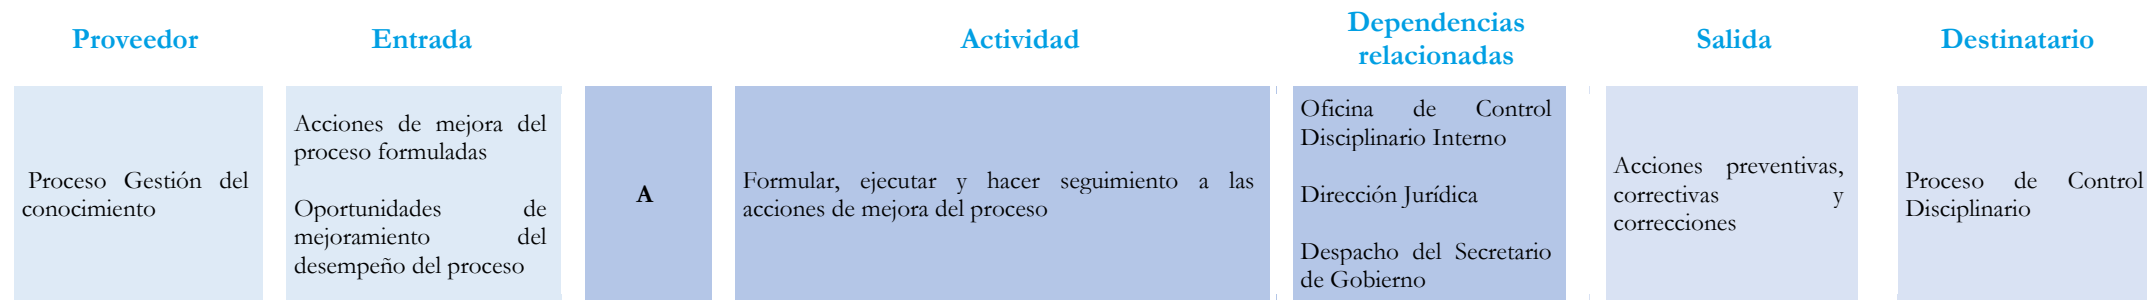 Proveedor
Entrada
Actividad
Dependencias
relacionadas
Salida
Destinatario
Proceso Gestión del
conocimiento
Acciones de mejora del
proceso formuladas
Oportunidades de
mejoramiento del
desempeño del proceso
A
Formular, ejecutar y hacer seguimiento a las
acciones de mejora del proceso
Oficina de Control
Disciplinario Interno
Dirección Jurídica
Despacho del Secretario
de Gobierno
Acciones preventivas,
correctivas y
correcciones
Proceso de Control
Disciplinario